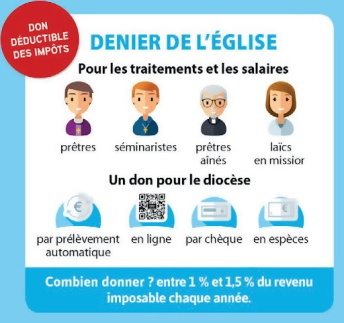 DON
DÉDUCTIBLE
DES IMPÔTS
DENIER DE L'ÉGLISE
Pour les traitements et les salaires
prêtres
séminaristes
prêtres
aînés
laïcs
en missior
Un don pour le diocèse
par prélèvement
automatique
en ligne
par chèque
en espèces
Combien donner ? entre 1 % et 1,5 % du revenu
imposable chaque année.